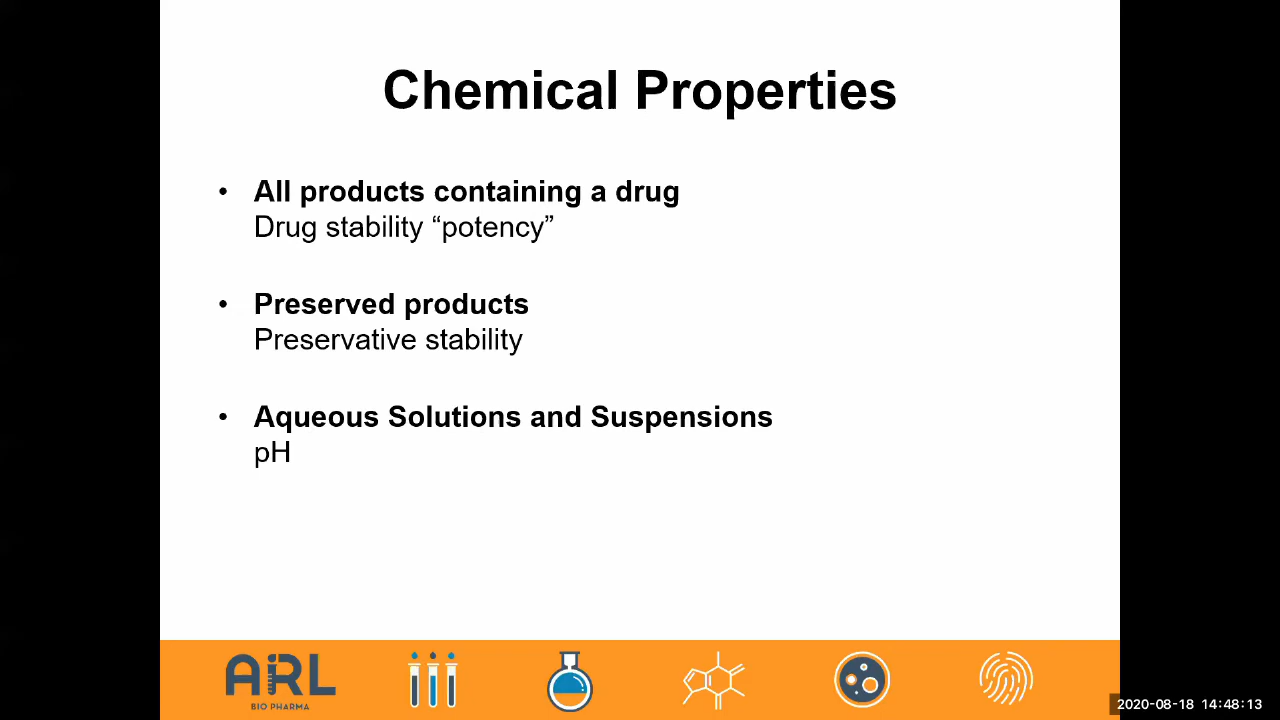 Chemical Properties
• All products containing a drug
Drug stability “potency”
• Preserved products
Preservative stability
• Aqueous Solutions and Suspensions
pH
ARL
BIO PHARMA
2020-08-18 14:48:13